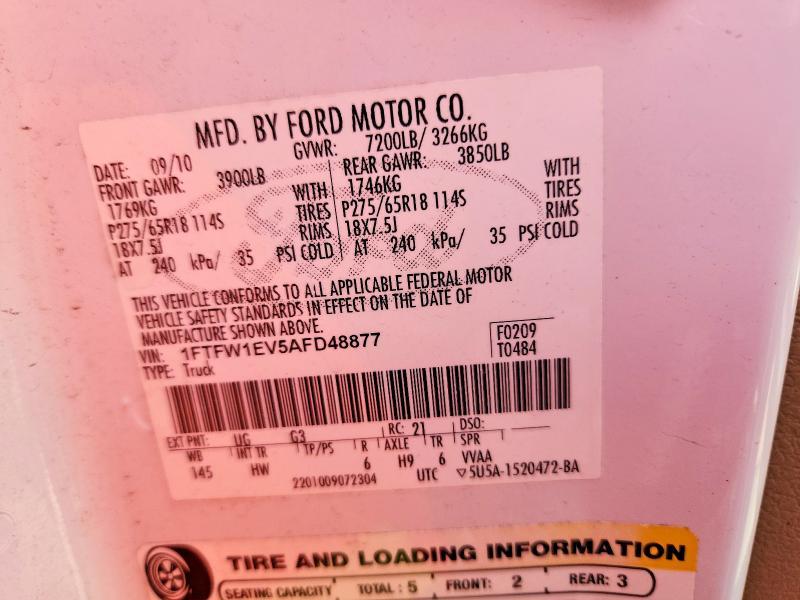 MFD. BY FORD MOTOR CO.
DATE: 09/10 GVWR: 7200LB/ 3266KG
FRONT GAWR: 3900LB REAR GAWR: 3850LB
1769KG WITH 1746KG WITH
P275/65R18 114S TIRES P275/65R18 114S TIRES
18X7.5J RIMS 18X7.5J RIMS
AT 240 kPa/ 35 PSI COLD AT 240 kPa/ 35 PSI COLD
THIS VEHICLE CONFORMS TO ALL APPLICABLE FEDERAL MOTOR
VEHICLE SAFETY STANDARDS IN EFFECT ON THE DATE OF
MANUFACTURE SHOWN ABOVE.
VIN: 1FTFW1EV5AFD48877 F0209
TYPE: Truck T0484
EXT PNT: UG G3 RC: 21 DSO:
WB INT TR TP/PS R AXLE TR SPR
145 HW 6 H9 6 VVAA
2201009072304 UTC ▽5U5A-1520472-BA
TIRE AND LOADING INFORMATION
SEATING CAPACITY TOTAL : 5 FRONT: 2 REAR: 3